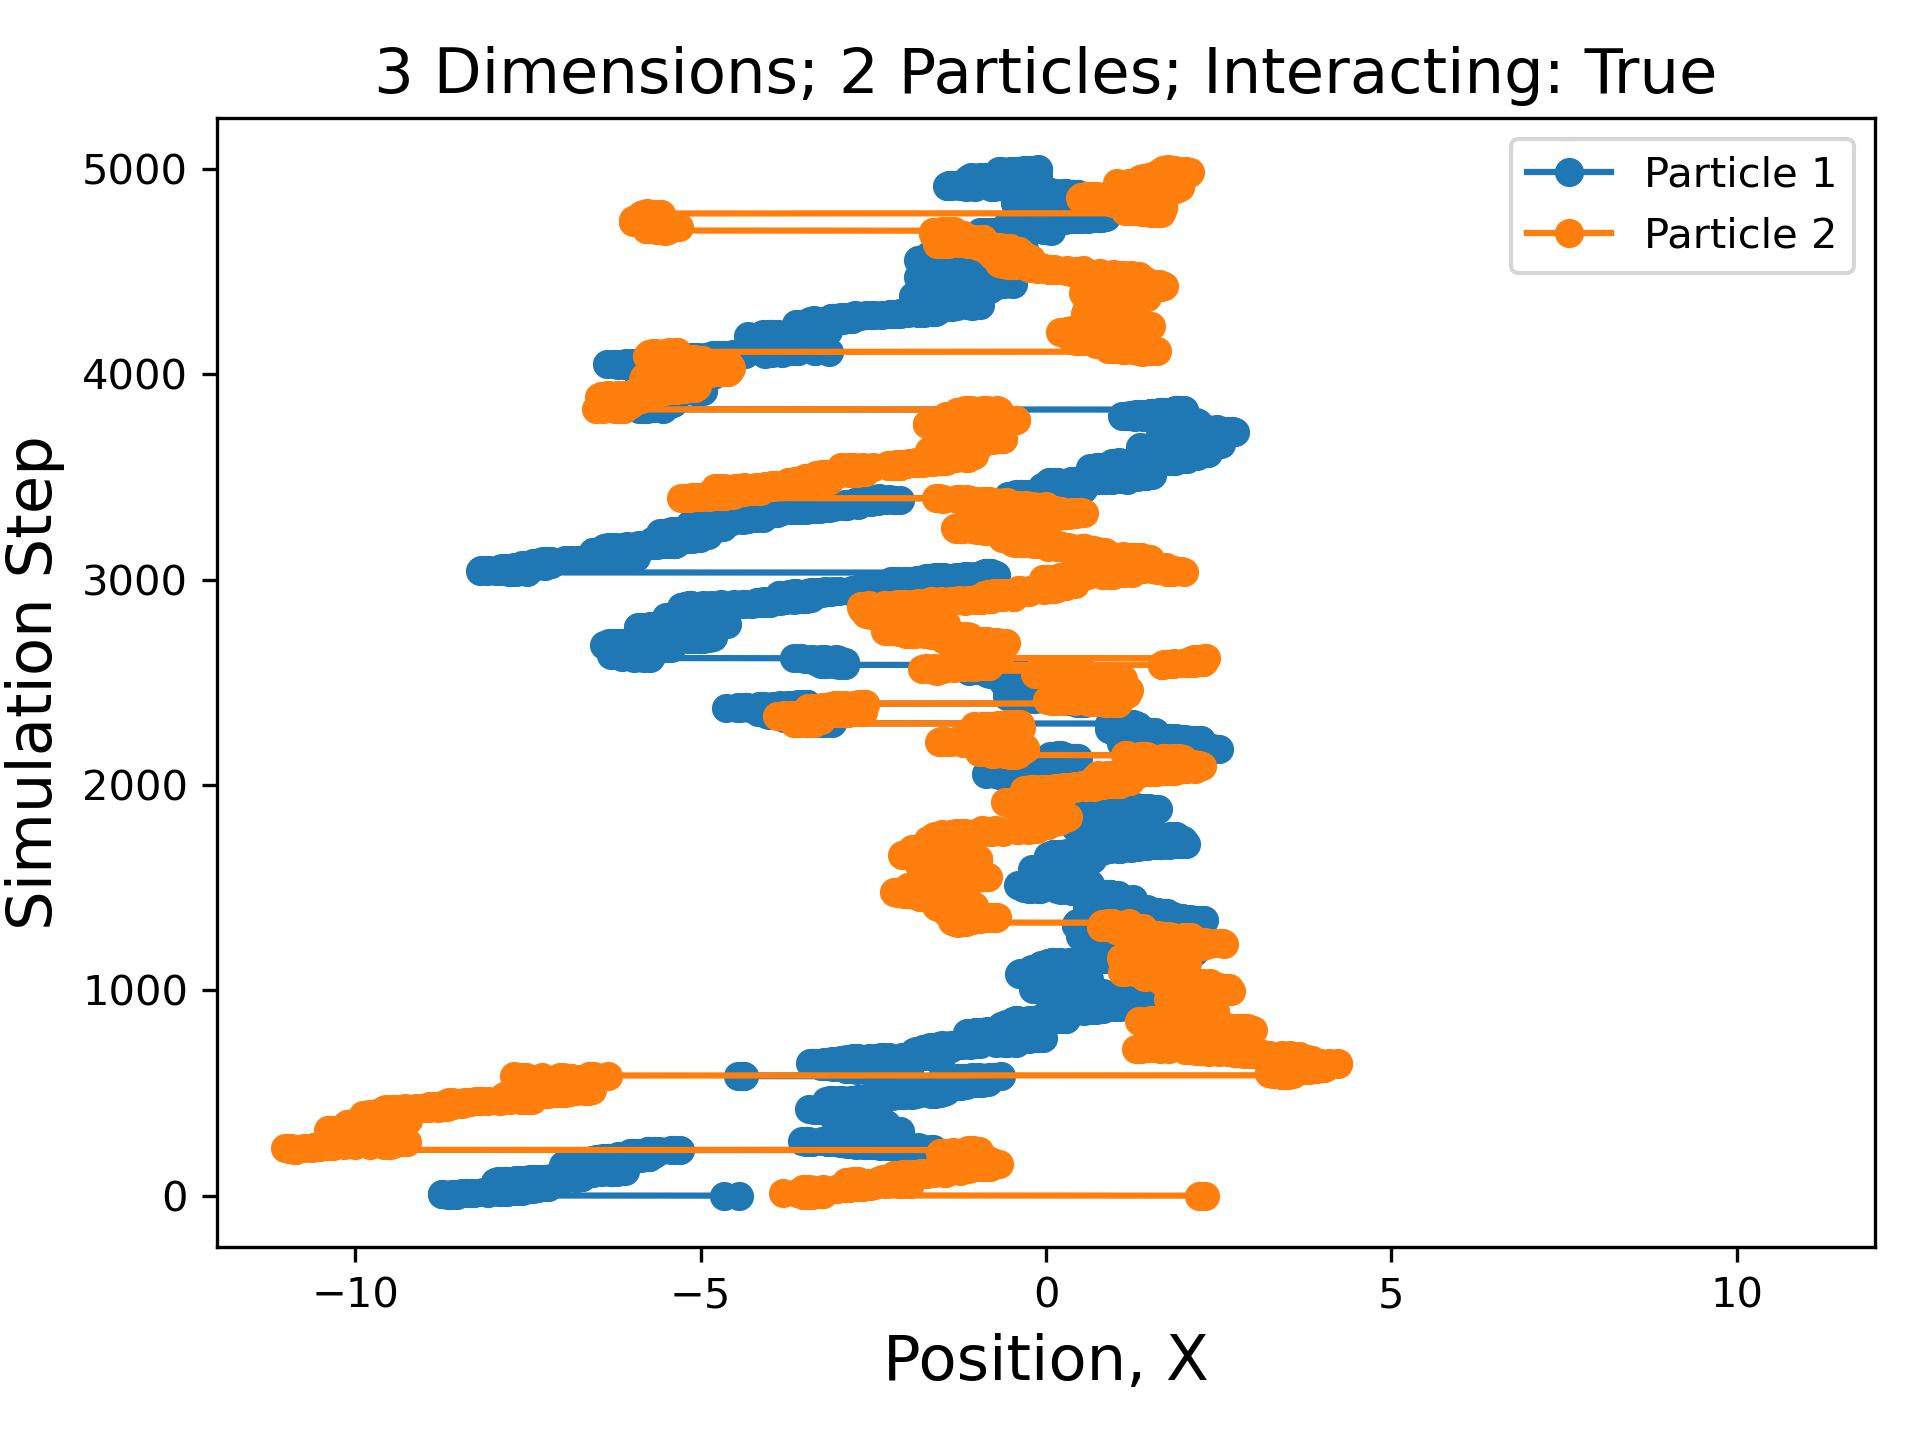 3 Dimensions; 2 Particles; Interacting: True
Particle 1
Particle 2
Simulation Step
5000
4000
3000
2000
1000
0
−10
−5
0
5
10
Position, X